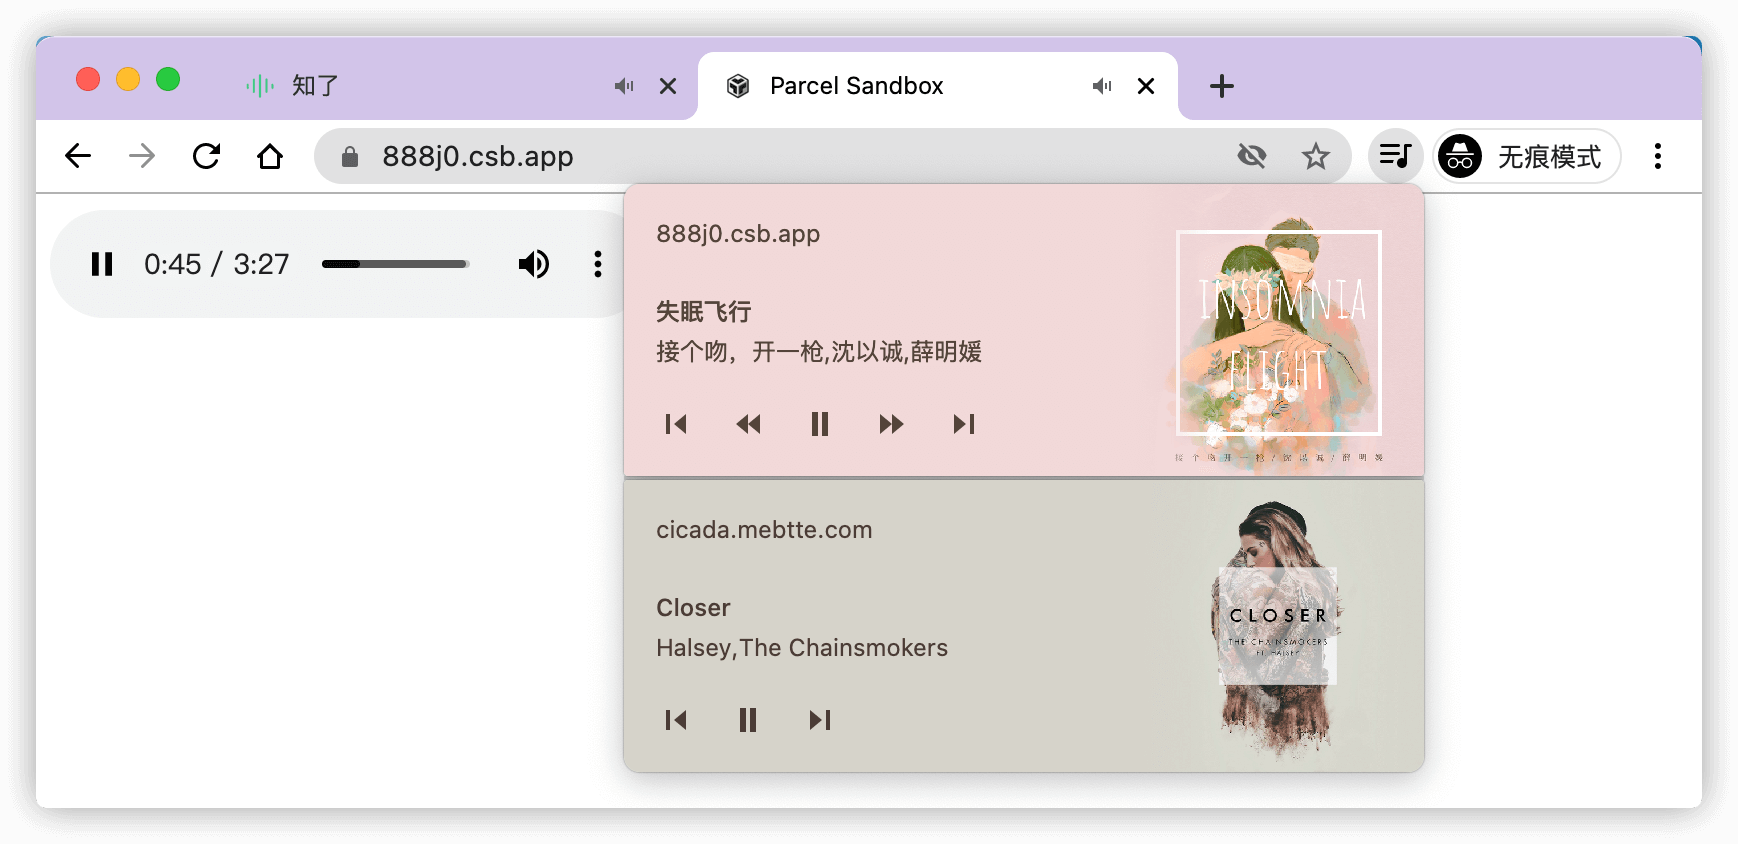 知了
Parcel Sandbox
888j0.csb.app
无痕模式
0:45 / 3:27
888j0.csb.app
失眠飞行
接个吻，开一枪,沈以诚,薛明媛
INSOMNIA
FLIGHT
接个吻开一枪/沈以诚/薛明媛
cicada.mebtte.com
Closer
Halsey,The Chainsmokers
CLOSER
THE CHAINSMOKERS
FT. HALSEY